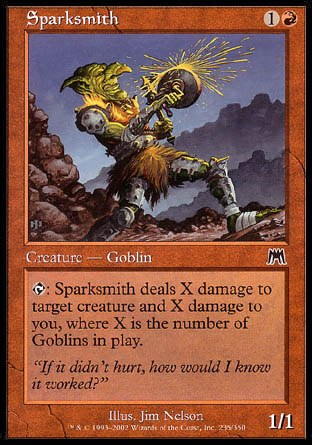 Sparksmith 1
Creature — Goblin
: Sparksmith deals X damage to
target creature and X damage to
you, where X is the number of
Goblins in play.
"If it didn't hurt, how would I know
it worked?"
Illus. Jim Nelson
™ & © 1993–2002 Wizards of the Coast, Inc. 235/350
1/1